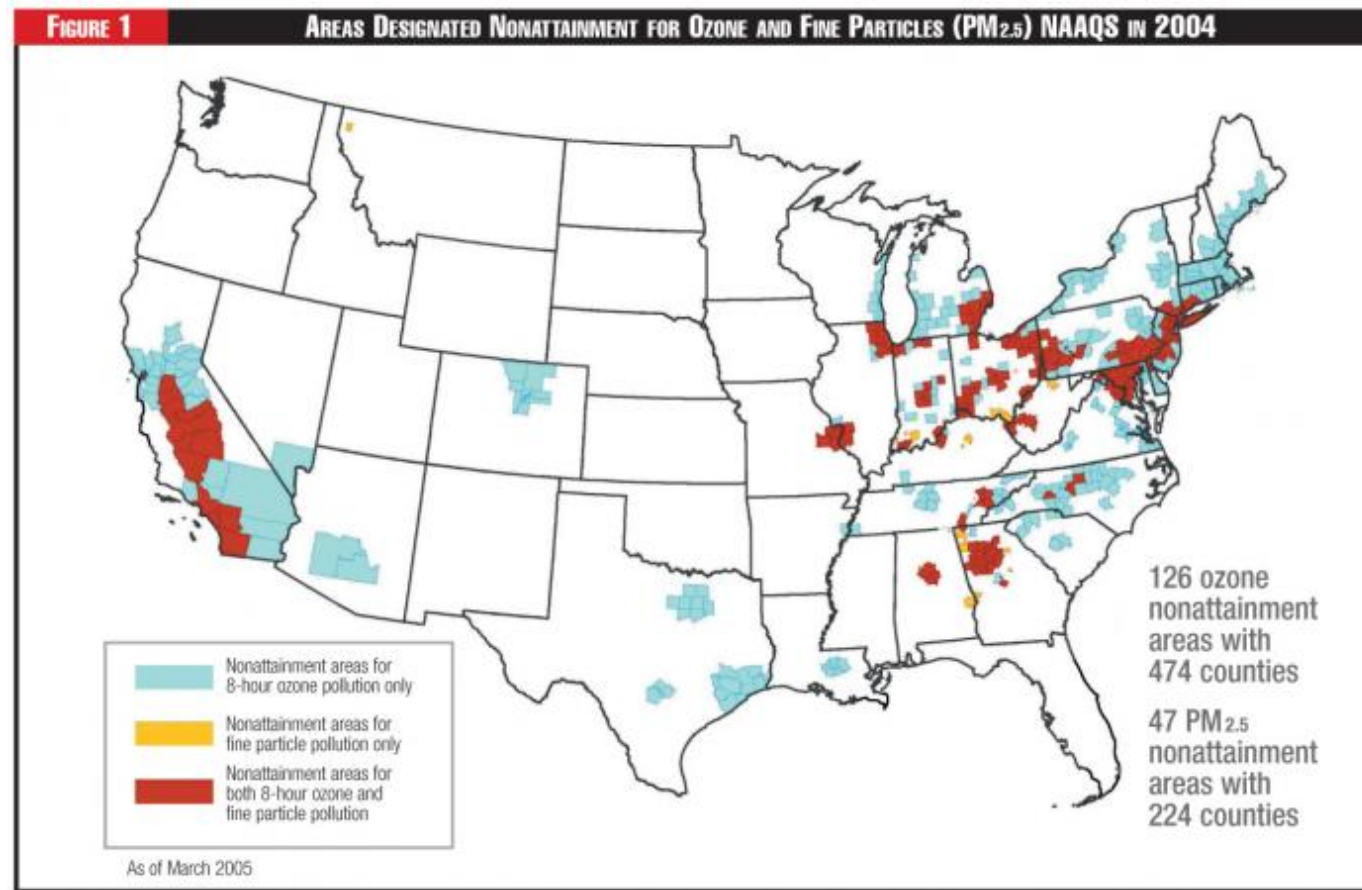 FIGURE 1
AREAS DESIGNATED NONATTAINMENT FOR OZONE AND FINE PARTICLES (PM2.5) NAAQS IN 2004
126 ozone
nonattainment
areas with
474 counties
47 PM2.5
nonattainment
areas with
224 counties
Nonattainment areas for
8-hour ozone pollution only
Nonattainment areas for
fine particle pollution only
Nonattainment areas for
both 8-hour ozone and
fine particle pollution
As of March 2005